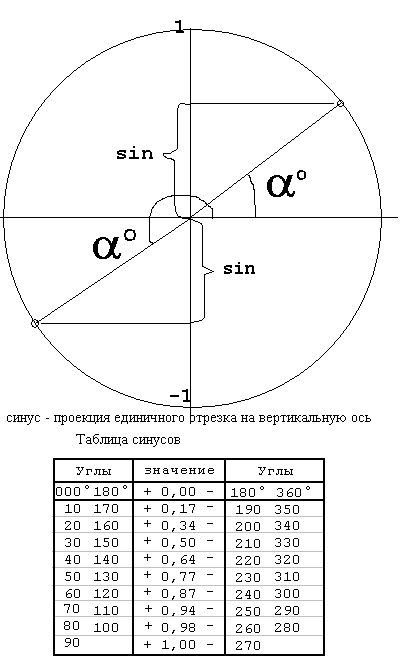 1
sin
α°
α°
sin
-1
синус - проекция единичного отрезка на вертикальную ось
Таблица синусов
Углы значение Углы
000° 180° + 0,00 - 180° 360°
10 170 + 0,17 - 190 350
20 160 + 0,34 - 200 340
30 150 + 0,50 - 210 330
40 140 + 0,64 - 220 320
50 130 + 0,77 - 230 310
60 120 + 0,87 - 240 300
70 110 + 0,94 - 250 290
80 100 + 0,98 - 260 280
90 + 1,00 - 270